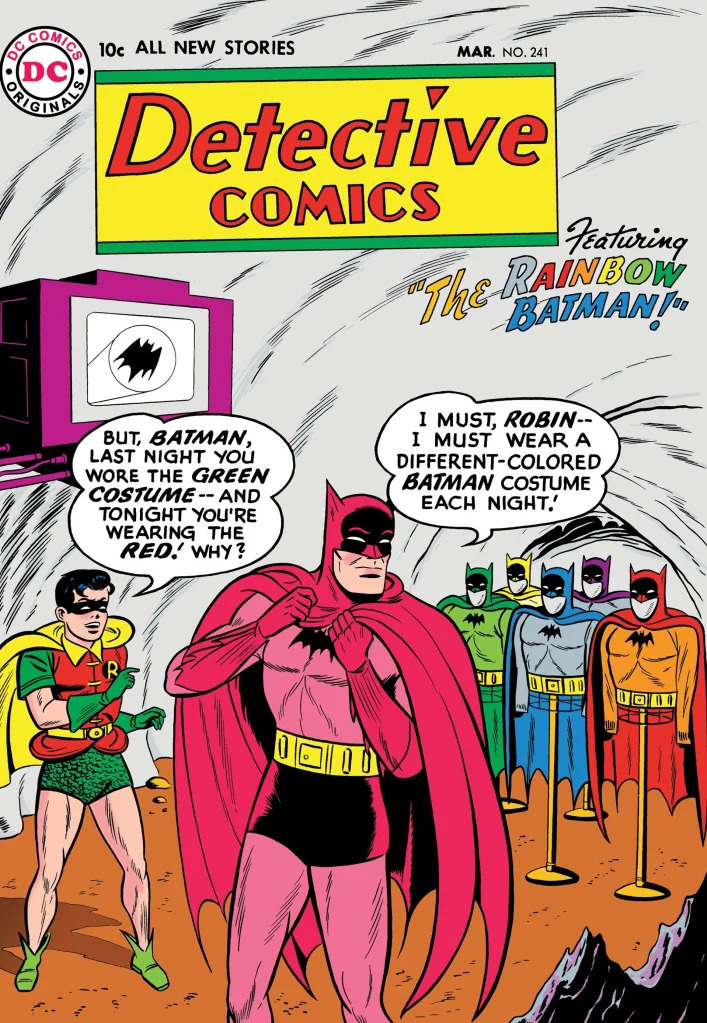 DC COMICS
DC
ORIGINALS
10c ALL NEW STORIES
MAR. NO. 241
Detective
COMICS
Featuring
"The RAINBOW
BATMAN!"
BUT, BATMAN,
LAST NIGHT YOU
WORE THE GREEN
COSTUME -- AND
TONIGHT YOU'RE
WEARING THE
RED! WHY?
I MUST, ROBIN--
I MUST WEAR A
DIFFERENT-COLORED
BATMAN COSTUME
EACH NIGHT!
R